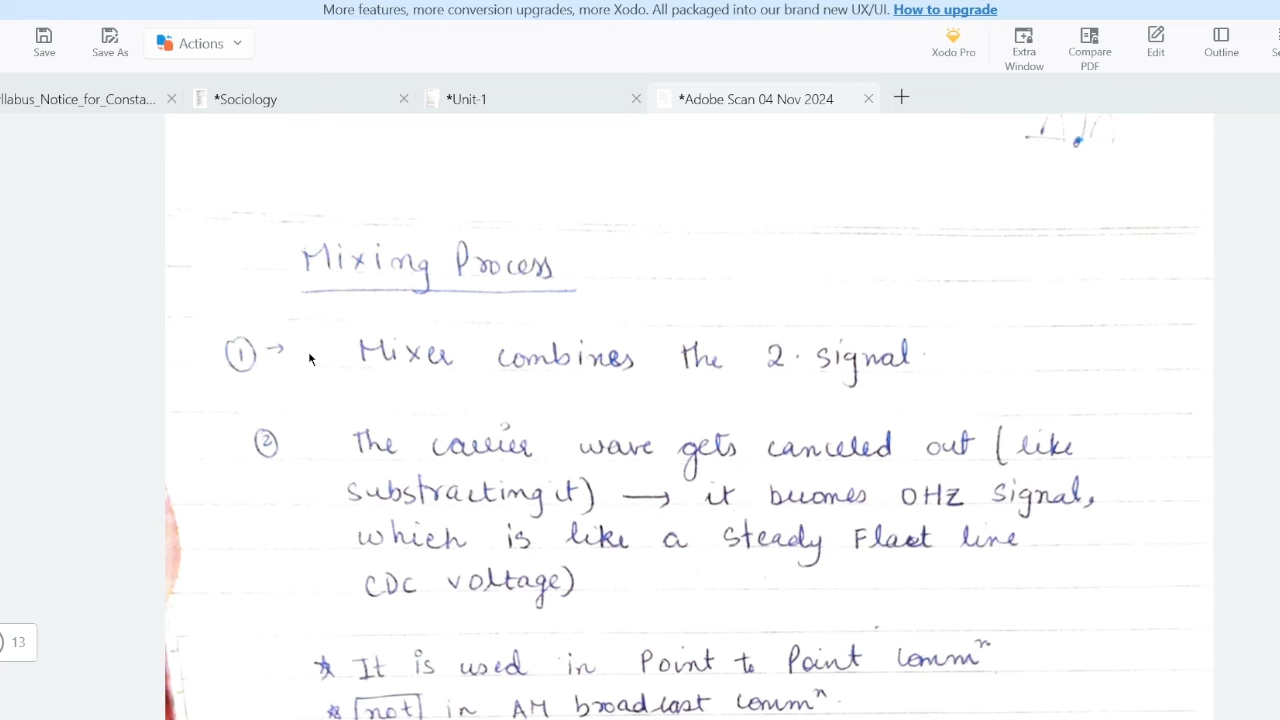 More features, more conversion upgrades, more Xodo. All packaged into our brand new UX/UI. How to upgrade
Save
Save As
Actions
Xodo Pro
Extra Window
Compare PDF
Edit
Outline
Se
llabus_Notice_for_Consta...
*Sociology
*Unit-1
*Adobe Scan 04 Nov 2024
Mixing Process
① → Mixer combines the 2. signal.
② The carrier wave gets canceled out (like
substracting it) → it becomes 0HZ signal,
which is like a steady Flaet line
CDC voltage)
13
* It is used in Point to Point Commⁿ
* not in AM broadcast Commⁿ.